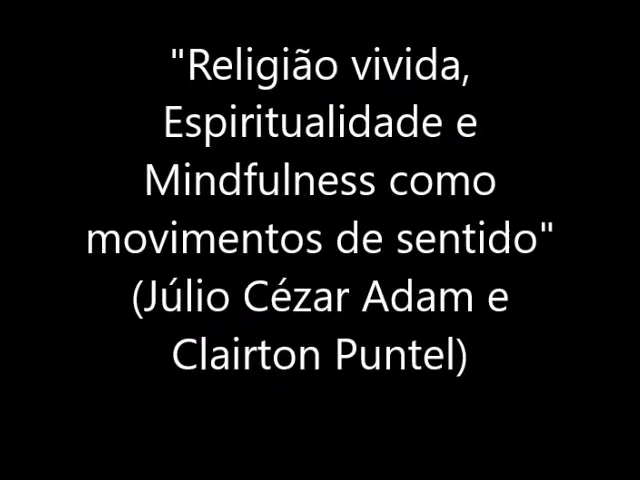 "Religião vivida,
Espiritualidade e
Mindfulness como
movimentos de sentido"
(Júlio Cézar Adam e
Clairton Puntel)